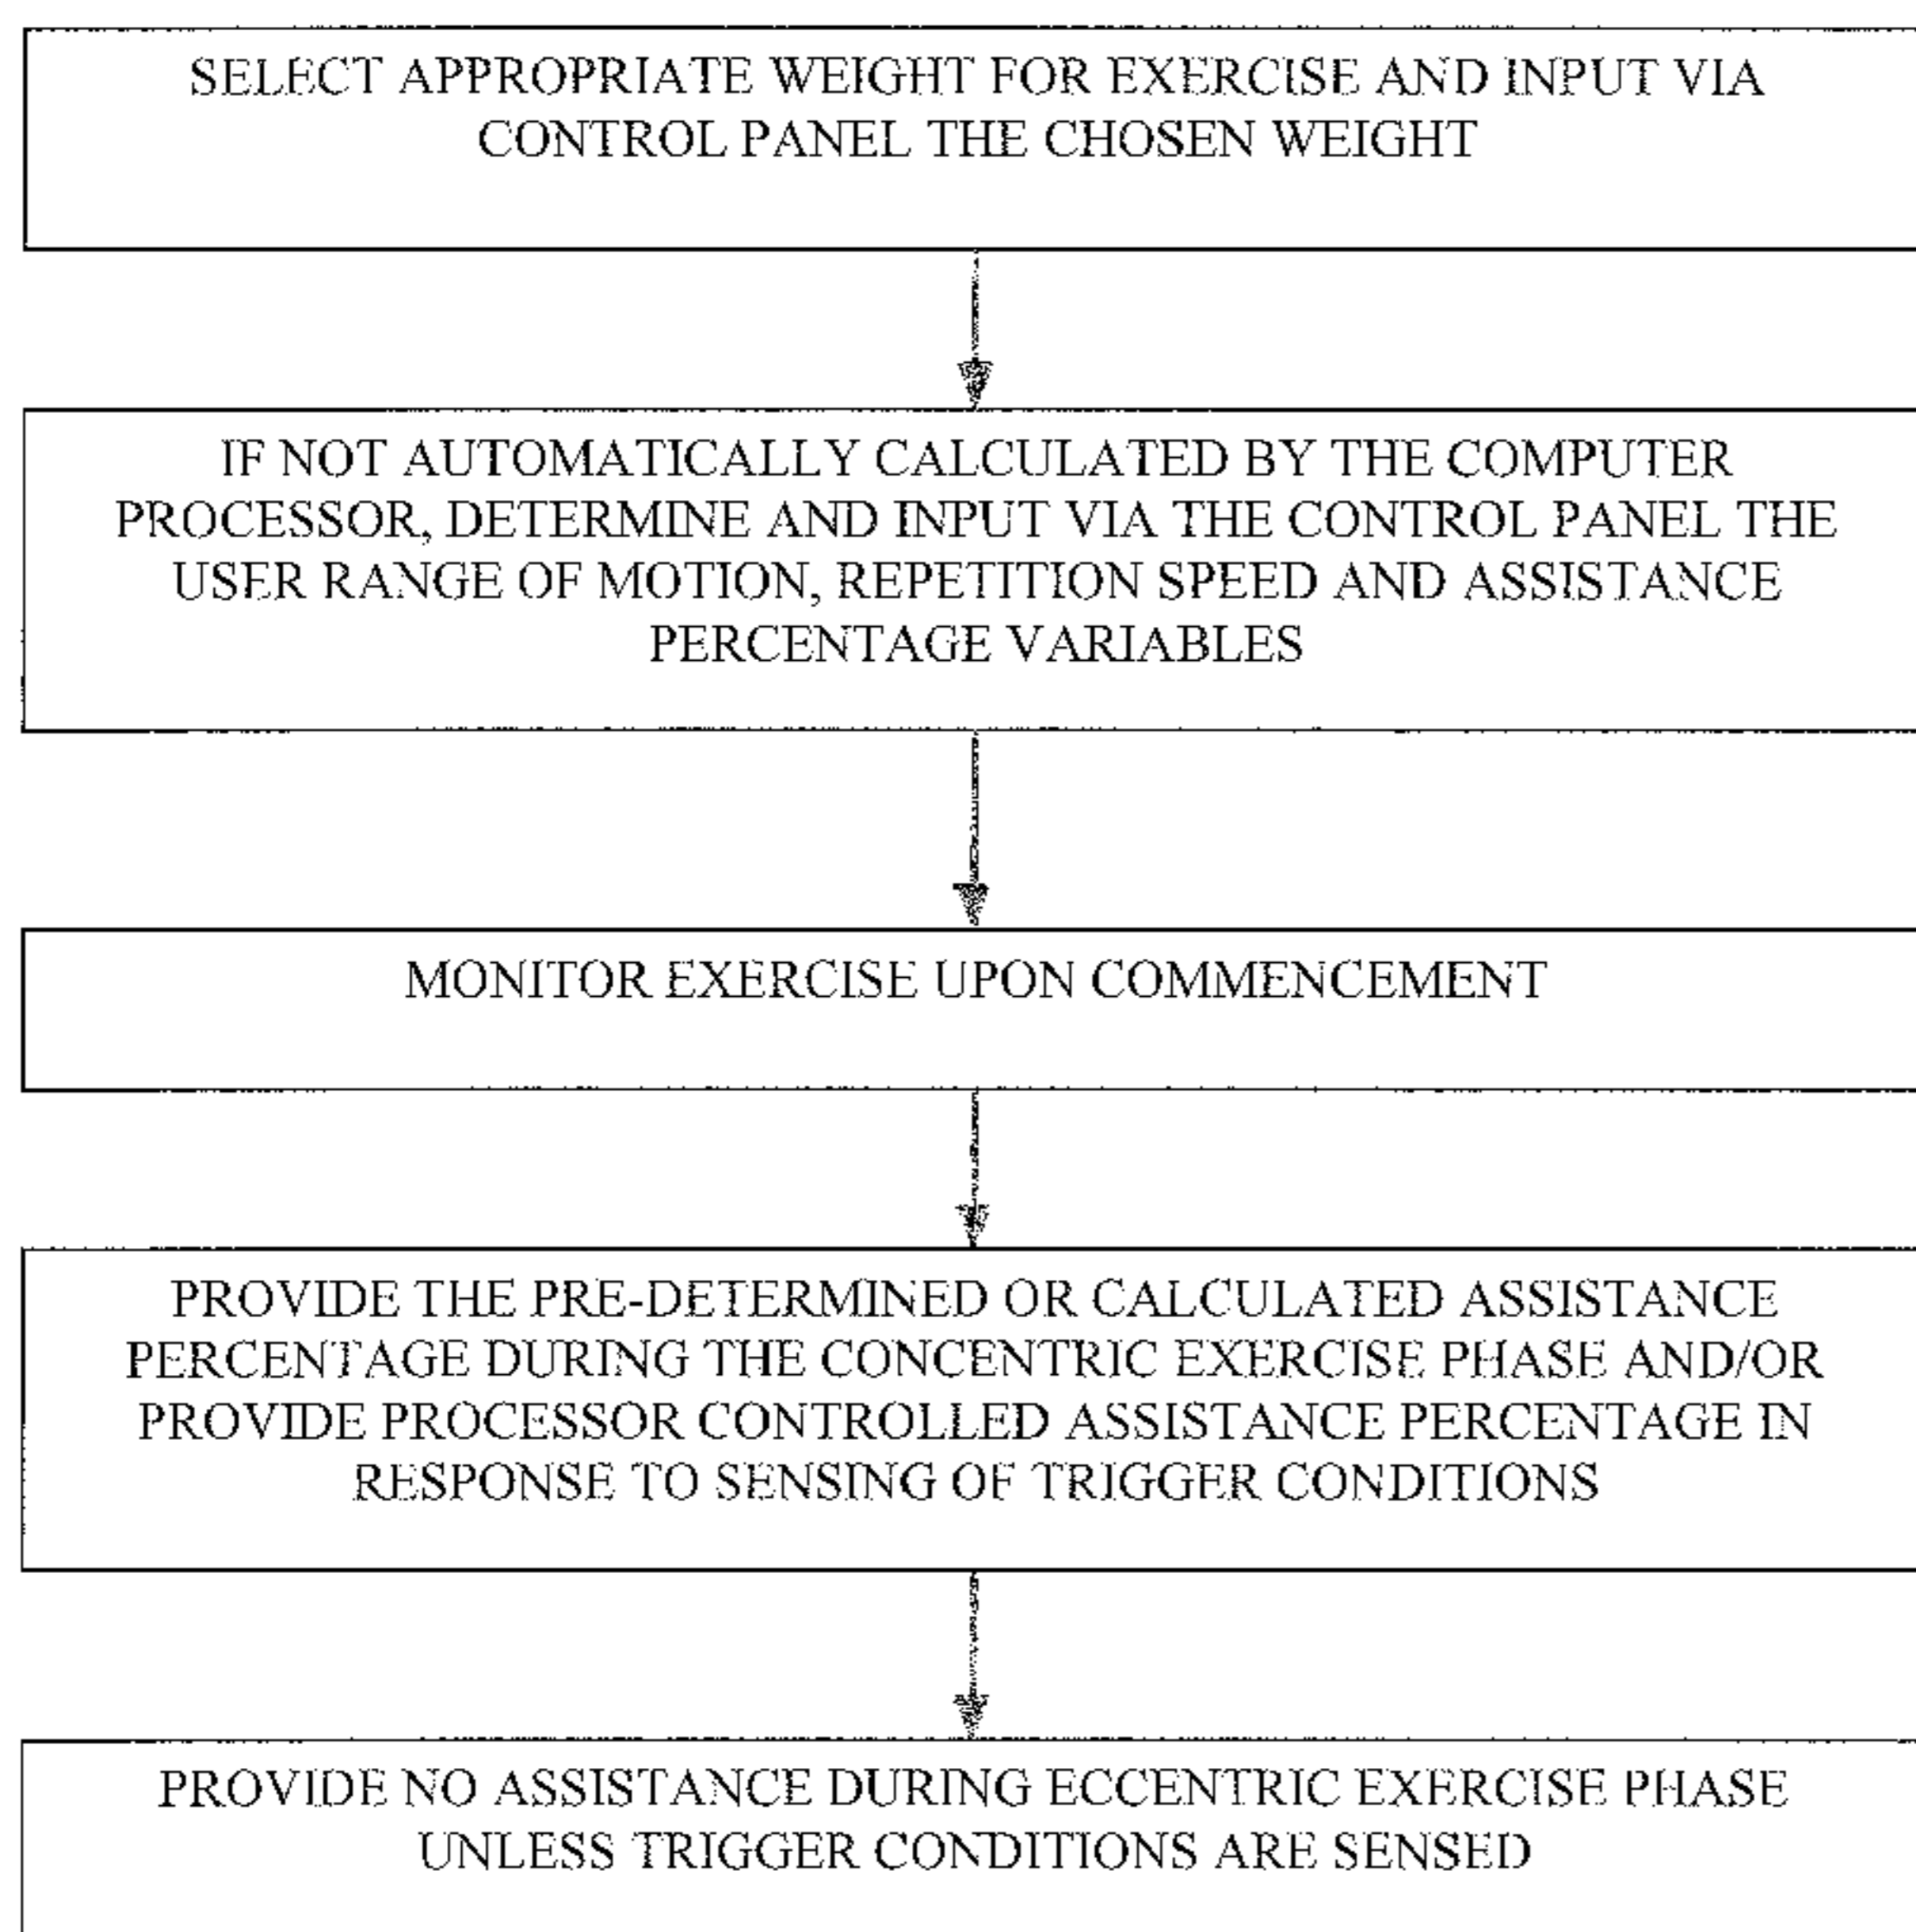 SELECT APPROPRIATE WEIGHT FOR EXERCISE AND INPUT VIA
CONTROL PANEL THE CHOSEN WEIGHT
IF NOT AUTOMATICALLY CALCULATED BY THE COMPUTER
PROCESSOR, DETERMINE AND INPUT VIA THE CONTROL PANEL THE
USER RANGE OF MOTION, REPETITION SPEED AND ASSISTANCE
PERCENTAGE VARIABLES
MONITOR EXERCISE UPON COMMENCEMENT
PROVIDE THE PRE-DETERMINED OR CALCULATED ASSISTANCE
PERCENTAGE DURING THE CONCENTRIC EXERCISE PHASE AND/OR
PROVIDE PROCESSOR CONTROLLED ASSISTANCE PERCENTAGE IN
RESPONSE TO SENSING OF TRIGGER CONDITIONS
PROVIDE NO ASSISTANCE DURING ECCENTRIC EXERCISE PHASE
UNLESS TRIGGER CONDITIONS ARE SENSED